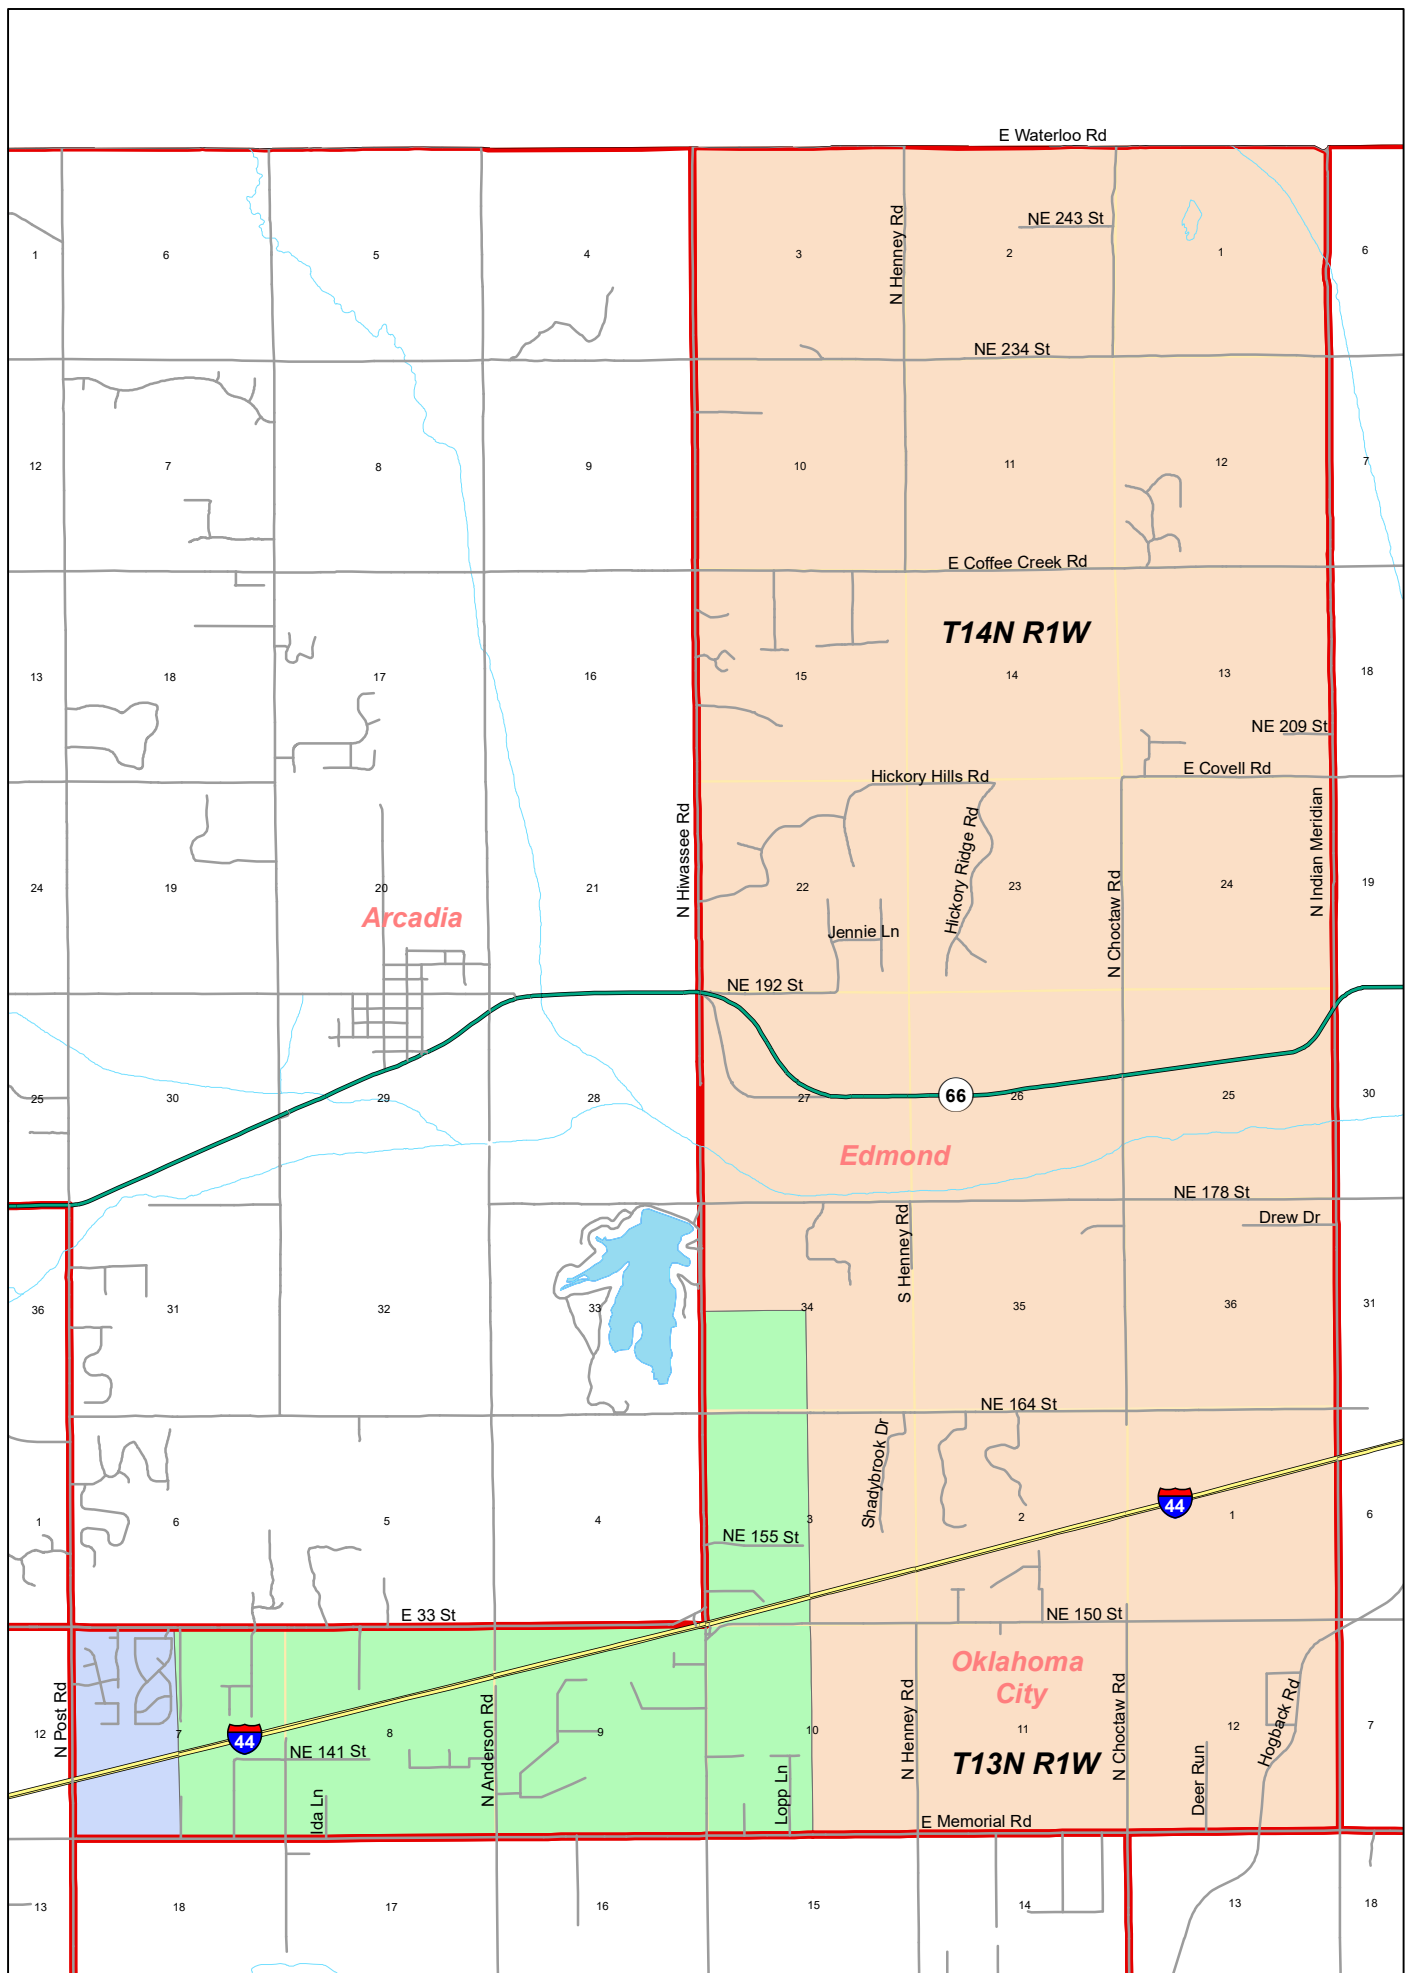 E Waterloo Rd
N Henney Rd
NE 243 St
1
6
5
4
3
2
1
6
NE 234 St
12
7
8
9
10
11
12
7
E Coffee Creek Rd
T14N R1W
13
18
17
16
15
14
13
18
NE 209 St
E Covell Rd
Hickory Hills Rd
N Hiwassee Rd
Hickory Ridge Rd
N Choctaw Rd
N Indian Meridian
24
19
20
21
22
23
24
19
Arcadia
Jennie Ln
NE 192 St
25
30
29
28
27
66
26
25
30
Edmond
NE 178 St
Drew Dr
S Henney Rd
36
31
32
33
34
35
36
31
NE 164 St
Shadybrook Dr
44
1
6
5
4
3
2
1
6
NE 155 St
E 33 St
NE 150 St
Oklahoma
City
N Post Rd
N Anderson Rd
N Henney Rd
N Choctaw Rd
Hogback Rd
12
7
44
8
9
10
11
12
7
NE 141 St
T13N R1W
Ida Ln
Lopp Ln
Deer Run
E Memorial Rd
13
18
17
16
15
14
13
18